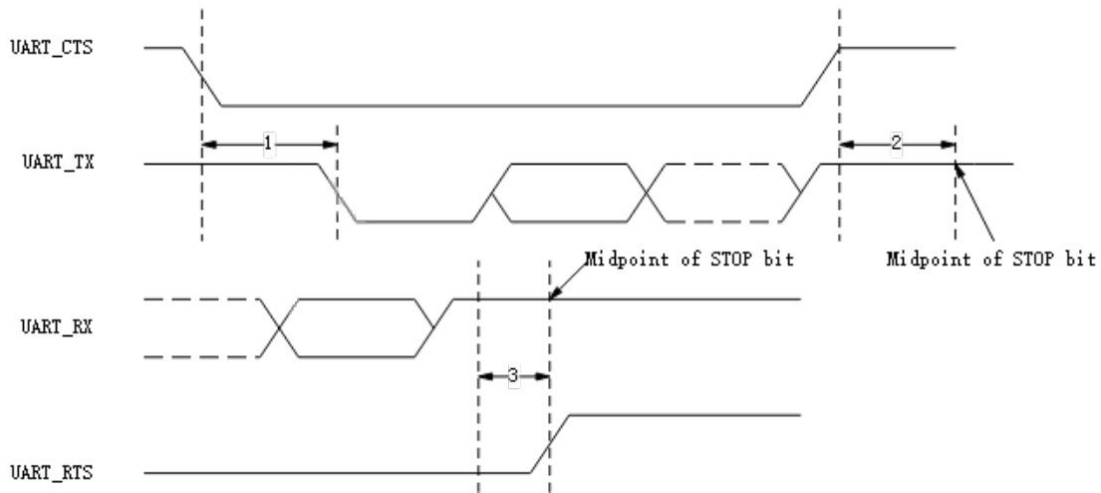 UART_CTS
1
2
UART_TX
Midpoint of STOP bit
Midpoint of STOP bit
UART_RX
3
UART_RTS